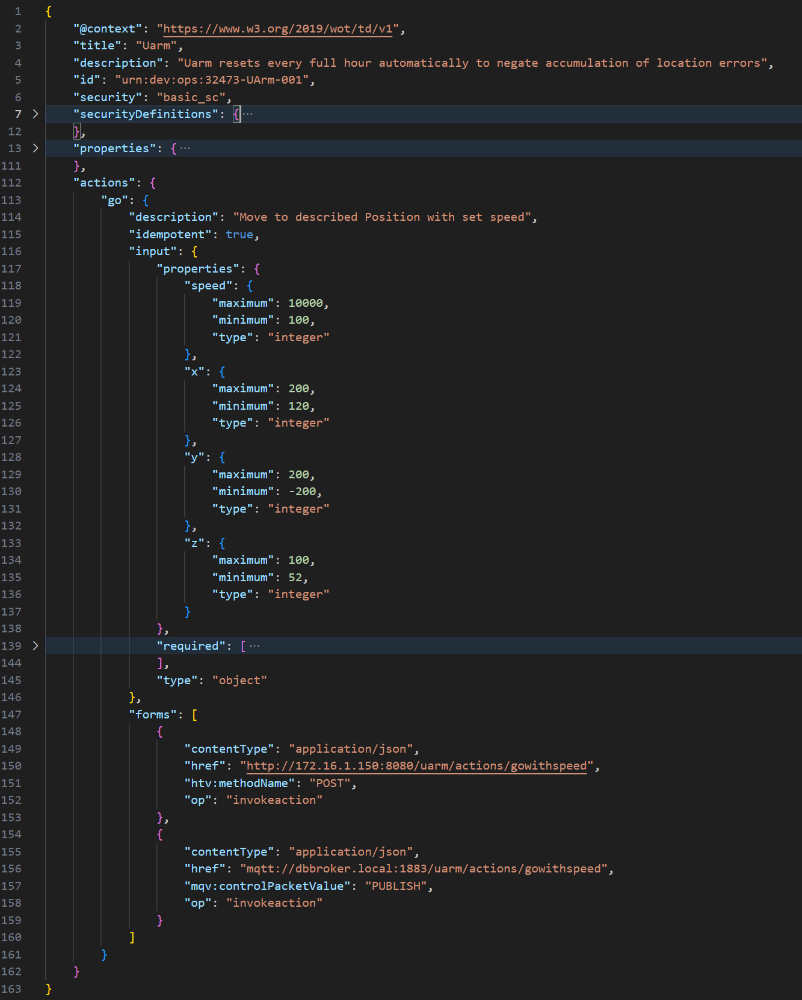 1 {
2 "@context": "https://www.w3.org/2019/wot/td/v1",
3 "title": "Uarm",
4 "description": "Uarm resets every full hour automatically to negate accumulation of location errors",
5 "id": "urn:dev:ops:32473-UArm-001",
6 "security": "basic_sc",
7 > "securityDefinitions": { ···
12 },
13 > "properties": { ···
111 },
112 "actions": {
113 "go": {
114 "description": "Move to described Position with set speed",
115 "idempotent": true,
116 "input": {
117 "properties": {
118 "speed": {
119 "maximum": 10000,
120 "minimum": 100,
121 "type": "integer"
122 },
123 "x": {
124 "maximum": 200,
125 "minimum": 120,
126 "type": "integer"
127 },
128 "y": {
129 "maximum": 200,
130 "minimum": -200,
131 "type": "integer"
132 },
133 "z": {
134 "maximum": 100,
135 "minimum": 52,
136 "type": "integer"
137 }
138 },
139 > "required": [ ···
144 ],
145 "type": "object"
146 },
147 "forms": [
148 {
149 "contentType": "application/json",
150 "href": "http://172.16.1.150:8080/uarm/actions/gowithspeed",
151 "htv:methodName": "POST",
152 "op": "invokeaction"
153 },
154 {
155 "contentType": "application/json",
156 "href": "mqtt://dbbroker.local:1883/uarm/actions/gowithspeed",
157 "mqv:controlPacketValue": "PUBLISH",
158 "op": "invokeaction"
159 }
160 ]
161 }
162 }
163 }